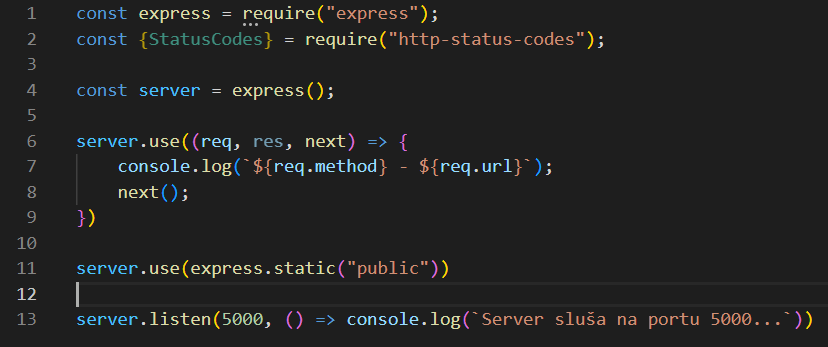 1 const express = require("express");
2 const {StatusCodes} = require("http-status-codes");
3
4 const server = express();
5
6 server.use((req, res, next) => {
7     console.log(`${req.method} - ${req.url}`);
8     next();
9 })
10
11 server.use(express.static("public"))
12
13 server.listen(5000, () => console.log(`Server sluša na portu 5000...`))